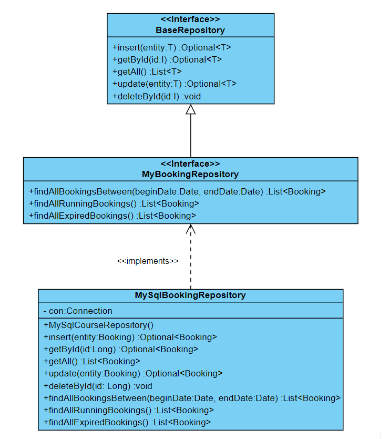 <<Interface>>
BaseRepository
+insert(entity:T) :Optional<T>
+getById(id:I) :Optional<T>
+getAll() :List<T>
+update(entity:T) :Optional<T>
+deleteById(id:I) :void
<<Interface>>
MyBookingRepository
+findAllBookingsBetween(beginDate:Date, endDate:Date) :List<Booking>
+findAllRunningBookings() :List<Booking>
+findAllExpiredBookings() :List<Booking>
<<implements>>
MySqlBookingRepository
- con:Connection
+MySqlCourseRepository()
+insert(entity:Booking) :Optional<Booking>
+getById(id:Long) :Optional<Booking>
+getAll() :List<Booking>
+update(entity:Booking) :Optional<Booking>
+deleteById(id: Long) :void
+findAllBookingsBetween(beginDate:Date, endDate:Date) :List<Booking>
+findAllRunningBookings() :List<Booking>
+findAllExpiredBookings() :List<Booking>